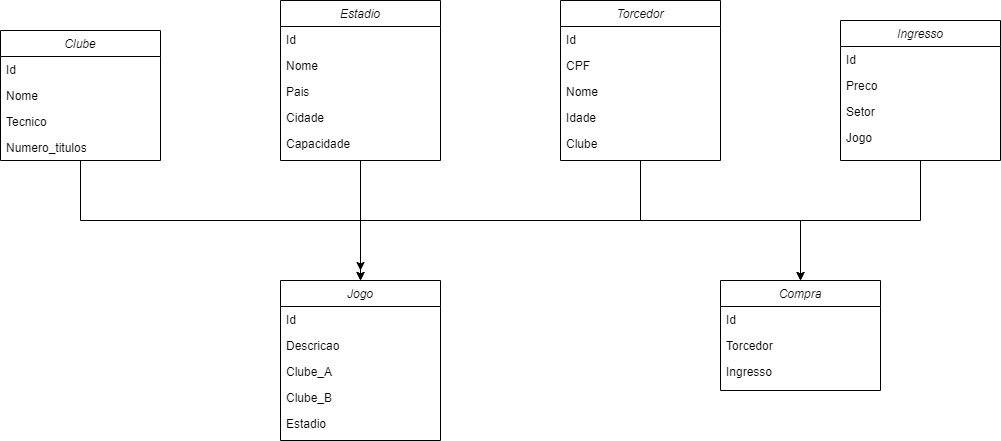 Clube
Id
Nome
Tecnico
Numero_titulos
Estadio
Id
Nome
Pais
Cidade
Capacidade
Torcedor
Id
CPF
Nome
Idade
Clube
Ingresso
Id
Preco
Setor
Jogo
Jogo
Id
Descricao
Clube_A
Clube_B
Estadio
Compra
Id
Torcedor
Ingresso